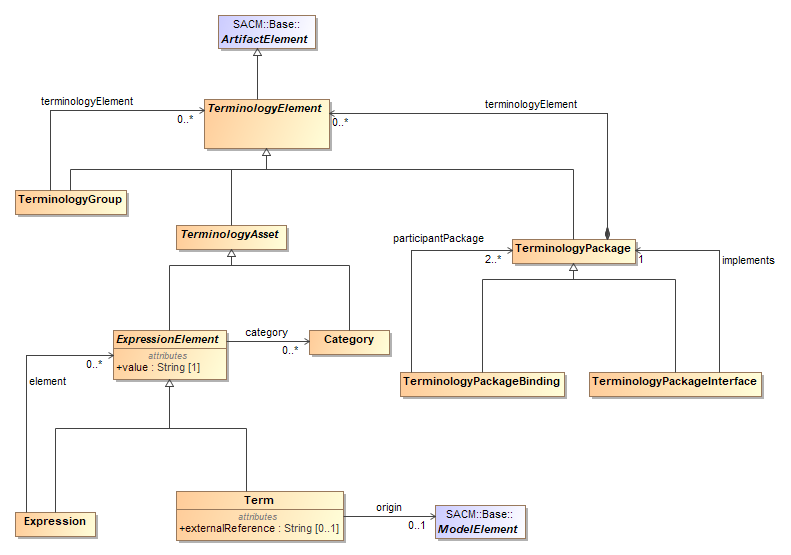 SACM::Base::
ArtifactElement
terminologyElement
terminologyElement
TerminologyElement
0..*
0..*
TerminologyGroup
TerminologyAsset
participantPackage
TerminologyPackage
2..*
1
implements
ExpressionElement
attributes
+value : String [1]
category
0..*
Category
0..*
element
TerminologyPackageBinding
TerminologyPackageInterface
Term
attributes
+externalReference : String [0..1]
origin
0..1
SACM::Base::
ModelElement
Expression